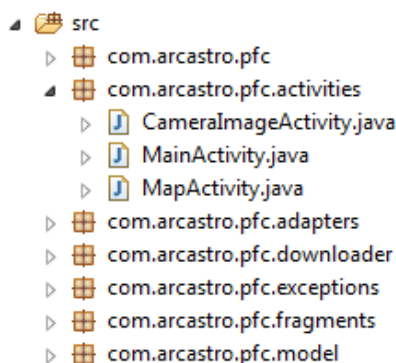 src
com.arcastro.pfc
com.arcastro.pfc.activities
J CameraImageActivity.java
J MainActivity.java
J MapActivity.java
com.arcastro.pfc.adapters
com.arcastro.pfc.downloader
com.arcastro.pfc.exceptions
com.arcastro.pfc.fragments
com.arcastro.pfc.model